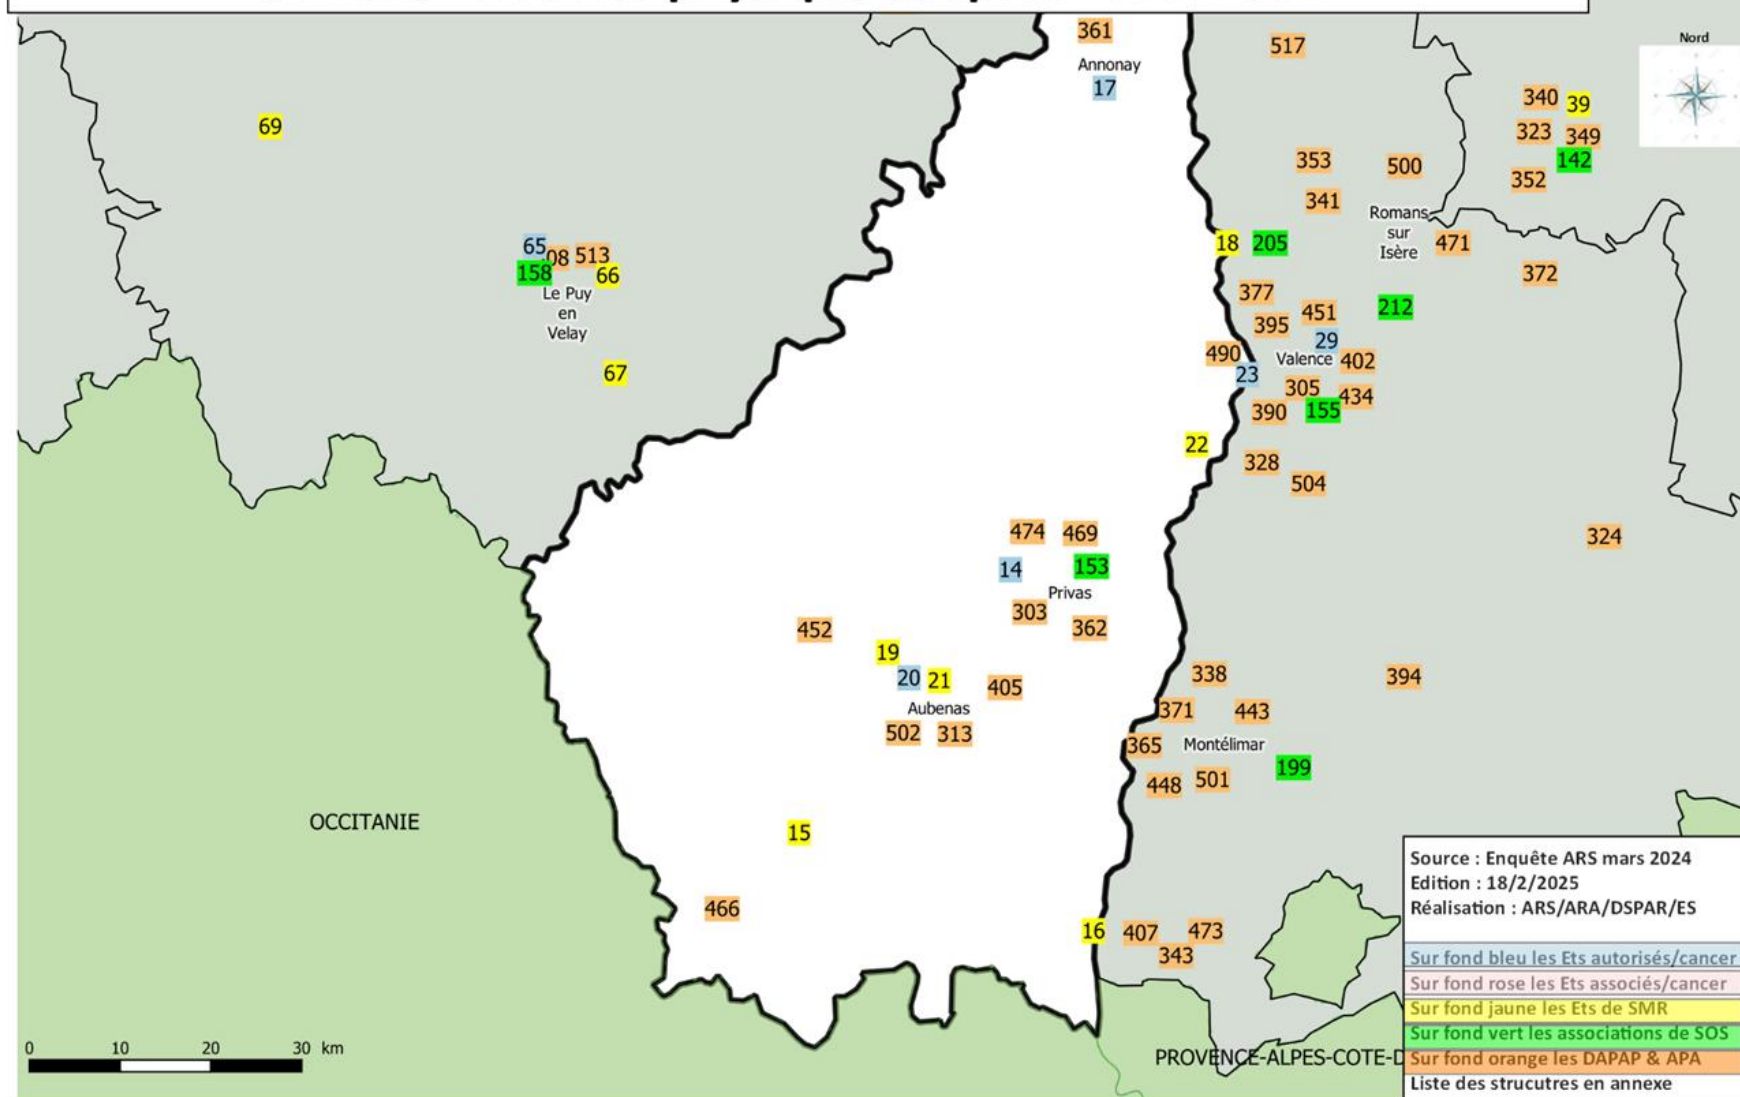 361
517
Nord
Annonay
17
340
39
69
323
349
353
500
142
352
341
Romans
sur
Isère
65
08
513
18
205
471
158
66
372
Le Puy
en
Velay
377
451
212
395
29
490
Valence
402
67
23
305
434
390
155
22
328
504
474
469
324
14
153
Privas
303
362
452
19
20
21
405
338
394
Aubenas
371
443
502
313
365
Montélimar
199
448
501
OCCITANIE
15
466
16
407
473
343
Source : Enquête ARS mars 2024
Edition : 18/2/2025
Réalisation : ARS/ARA/DSPAR/ES
Sur fond bleu les Ets autorisés/cancer
Sur fond rose les Ets associés/cancer
Sur fond jaune les Ets de SMR
Sur fond vert les associations de SOS
Sur fond orange les DAPAP & APA
Liste des strucutres en annexe
0 10 20 30 km
PROVENCE-ALPES-COTE-D